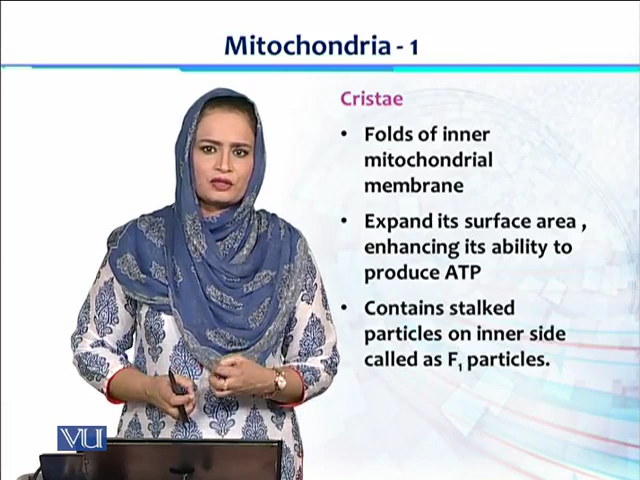 Mitochondria - 1
Cristae
• Folds of inner
mitochondrial
membrane
• Expand its surface area ,
enhancing its ability to
produce ATP
• Contains stalked
particles on inner side
called as F₁ particles.
VU